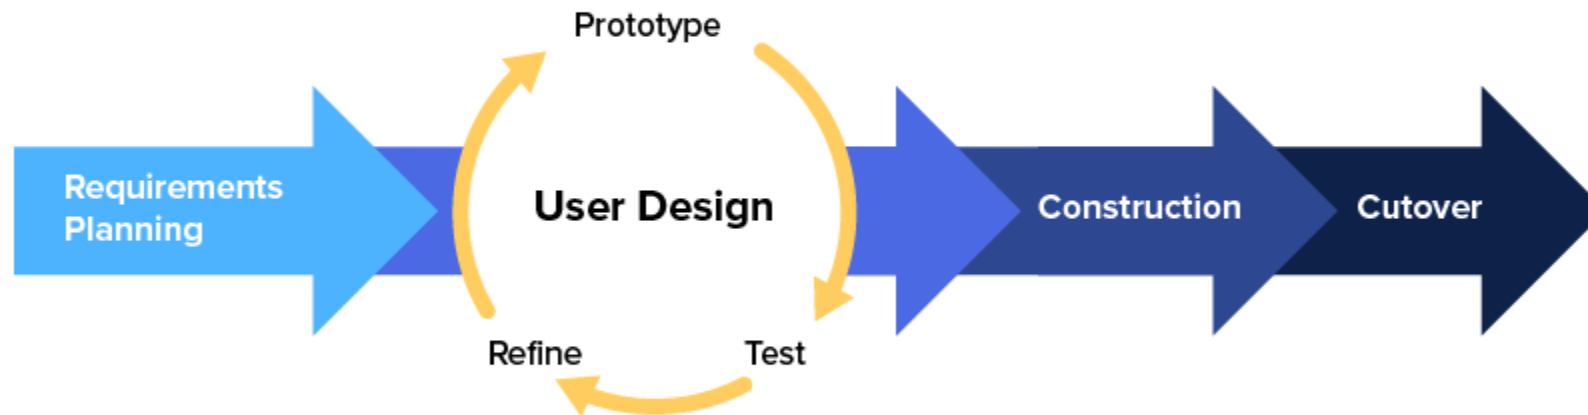 Prototype
Requirements
Planning
User Design
Construction
Cutover
Refine
Test